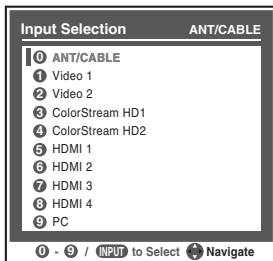 Input Selection ANT/CABLE
0 ANT/CABLE
1 Video 1
2 Video 2
3 ColorStream HD1
4 ColorStream HD2
5 HDMI 1
6 HDMI 2
7 HDMI 3
8 HDMI 4
9 PC
0 - 9 / INPUT to Select Navigate